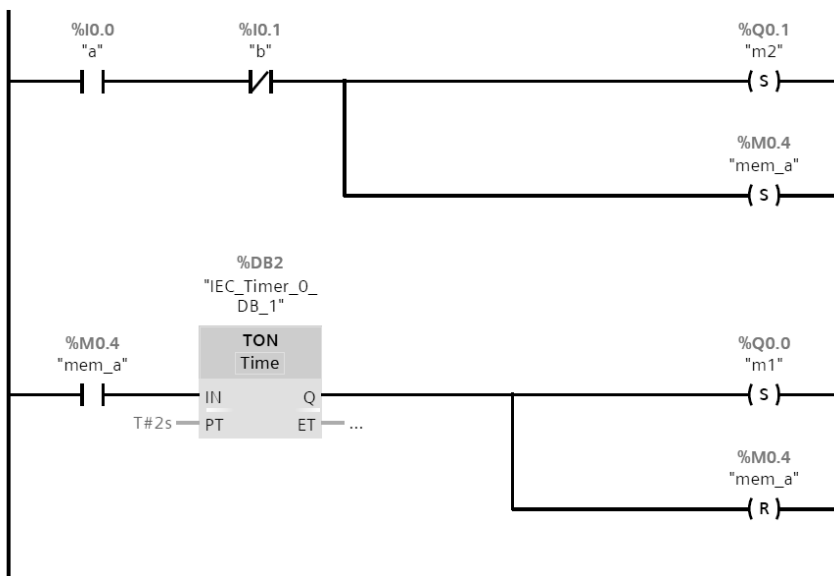 %I0.0
"a"
%I0.1
"b"
%Q0.1
"m2"
S
%M0.4
"mem_a"
S
%DB2
"IEC_Timer_0_
DB_1"
%M0.4
"mem_a"
TON
Time
IN
Q
T#2s
PT
ET
...
%Q0.0
"m1"
S
%M0.4
"mem_a"
R